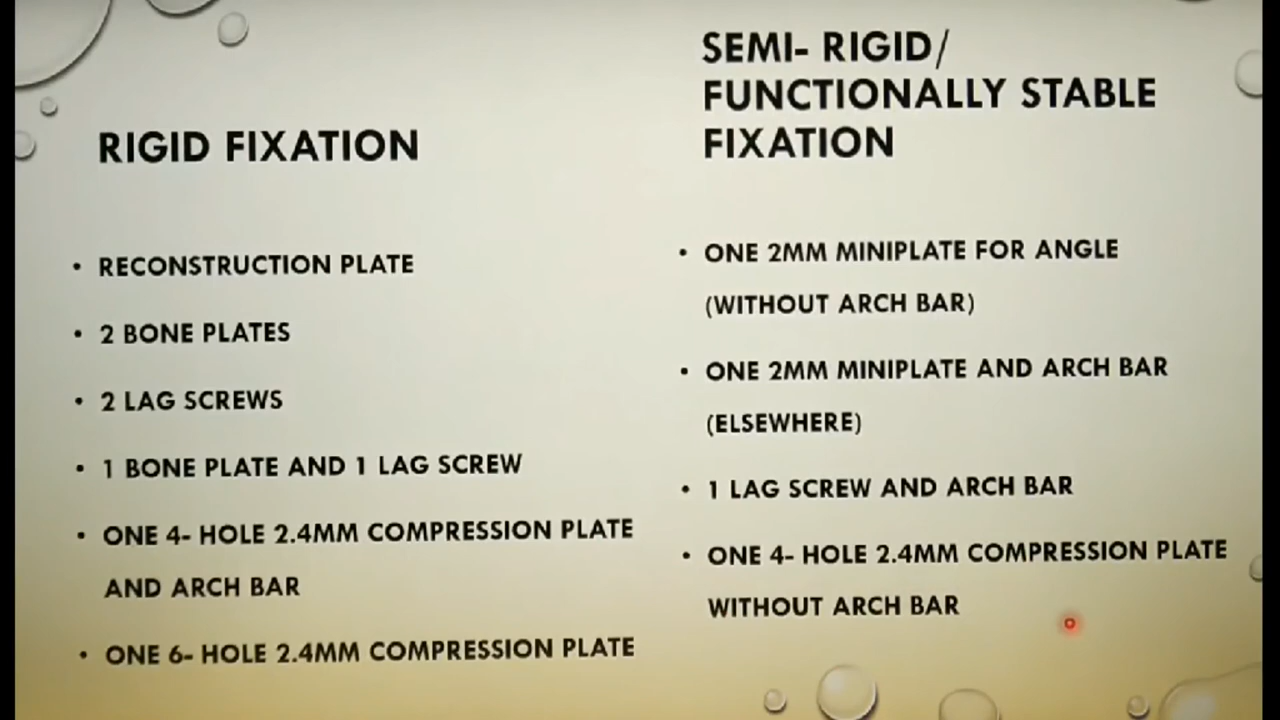 RIGID FIXATION
• RECONSTRUCTION PLATE
• 2 BONE PLATES
• 2 LAG SCREWS
• 1 BONE PLATE AND 1 LAG SCREW
• ONE 4- HOLE 2.4MM COMPRESSION PLATE
AND ARCH BAR
• ONE 6- HOLE 2.4MM COMPRESSION PLATE
SEMI- RIGID/
FUNCTIONALLY STABLE
FIXATION
• ONE 2MM MINIPLATE FOR ANGLE
(WITHOUT ARCH BAR)
• ONE 2MM MINIPLATE AND ARCH BAR
(ELSEWHERE)
• 1 LAG SCREW AND ARCH BAR
• ONE 4- HOLE 2.4MM COMPRESSION PLATE
WITHOUT ARCH BAR